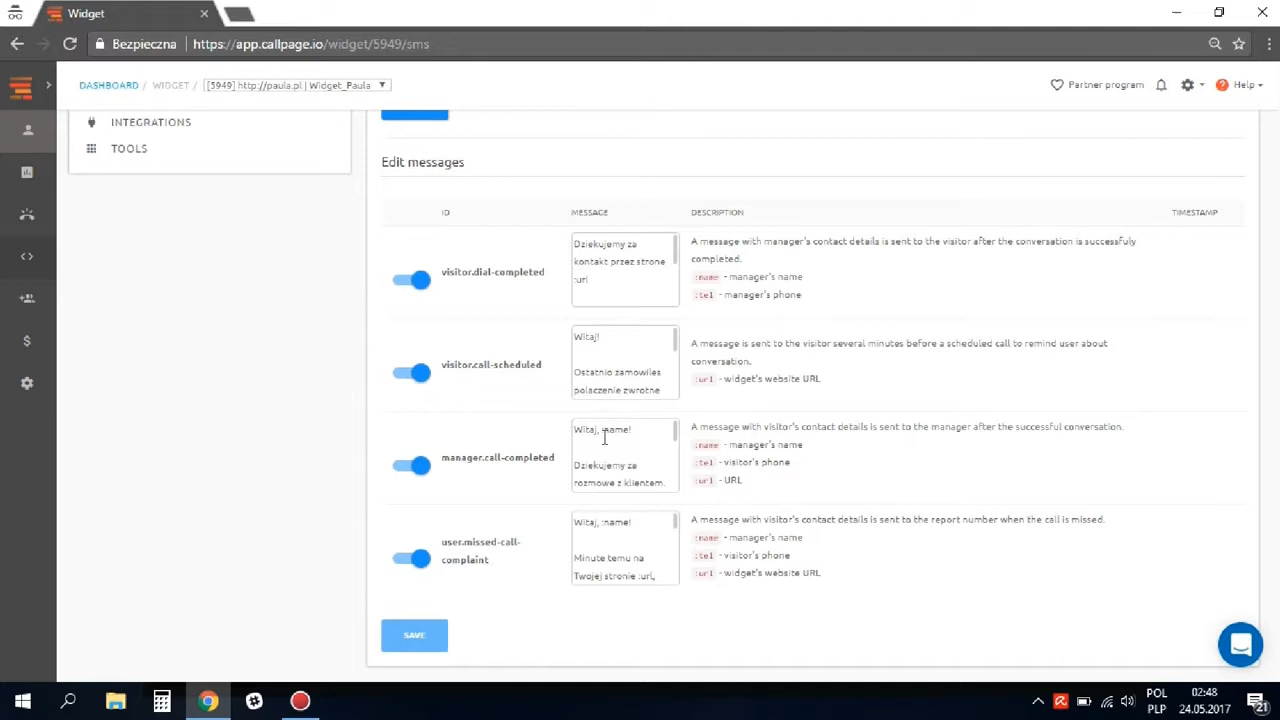 Widget
Bezpieczna https://app.callpage.io/widget/5949/sms
DASHBOARD / WIDGET / [5949] http://paula.pl | Widget_Paula
Partner program
? Help
INTEGRATIONS
TOOLS
Edit messages
ID MESSAGE DESCRIPTION TIMESTAMP
visitor.dial-completed
Dziekujemy za
kontakt przez strone
:url
A message with manager's contact details is sent to the visitor after the conversation is successfuly
completed.
:name - manager's name
:tel - manager's phone
visitor.call-scheduled
Witaj!
Ostatnio zamowiles
polaczenie zwrotne
A message is sent to the visitor several minutes before a scheduled call to remind user about
conversation.
:url - widget's website URL
manager.call-completed
Witaj, :name!
Dziekujemy za
rozmowe z klientem.
A message with visitor's contact details is sent to the manager after the successful conversation.
:name - manager's name
:tel - visitor's phone
:url - URL
user.missed-call-
complaint
Witaj, :name!
Minute temu na
Twojej stronie :url,
A message with visitor's contact details is sent to the report number when the call is missed.
:name - manager's name
:tel - visitor's phone
:url - widget's website URL
SAVE
POL
PLP
02:48
24.05.2017
21